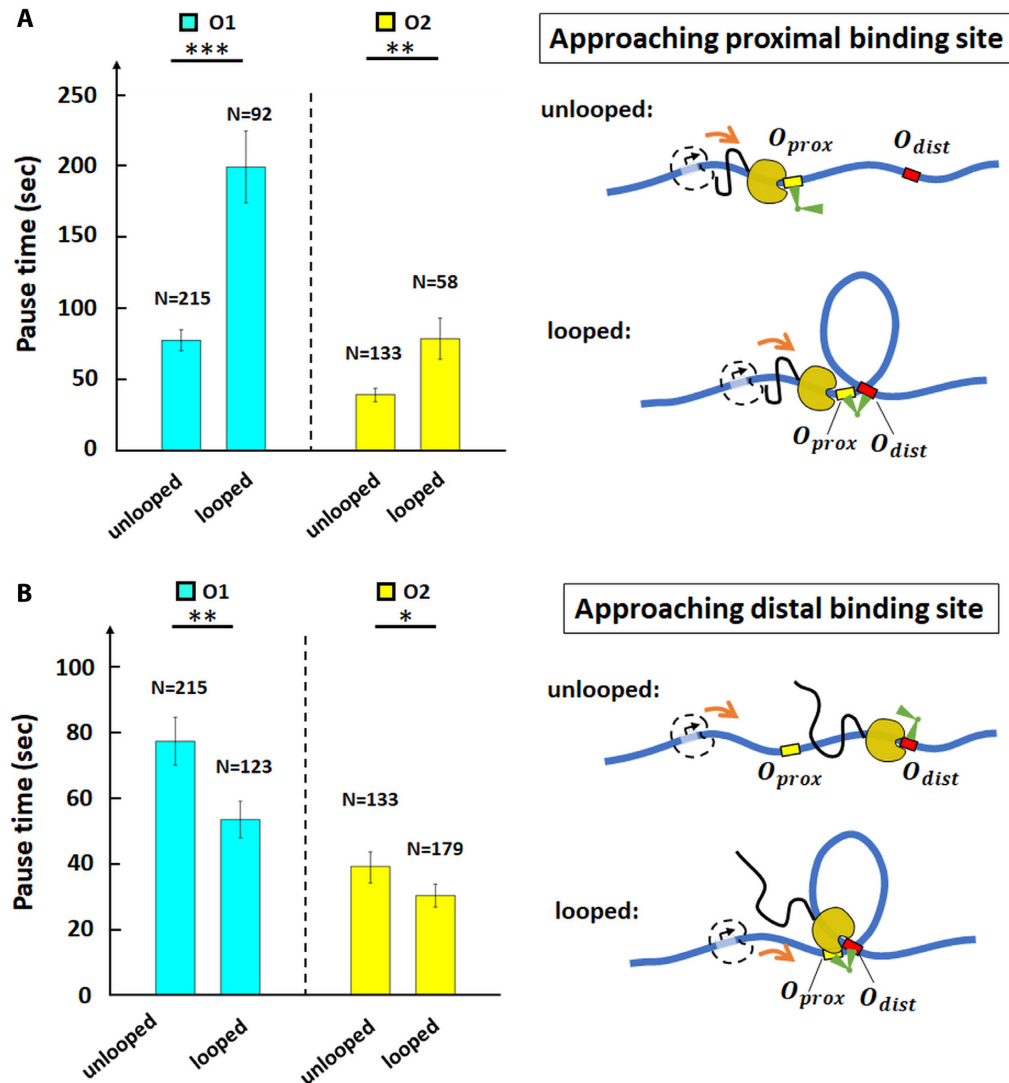 A
O1
O2
***
**
Pause time (sec)
250
200
150
100
50
0
N=215
N=92
N=133
N=58
unlooped
looped
unlooped
looped
Approaching proximal binding site
unlooped:
Oprox
Odist
looped:
Oprox
Odist
B
O1
O2
**
*
Pause time (sec)
100
80
60
40
20
0
N=215
N=123
N=133
N=179
unlooped
looped
unlooped
looped
Approaching distal binding site
unlooped:
Oprox
Odist
looped:
Oprox
Odist